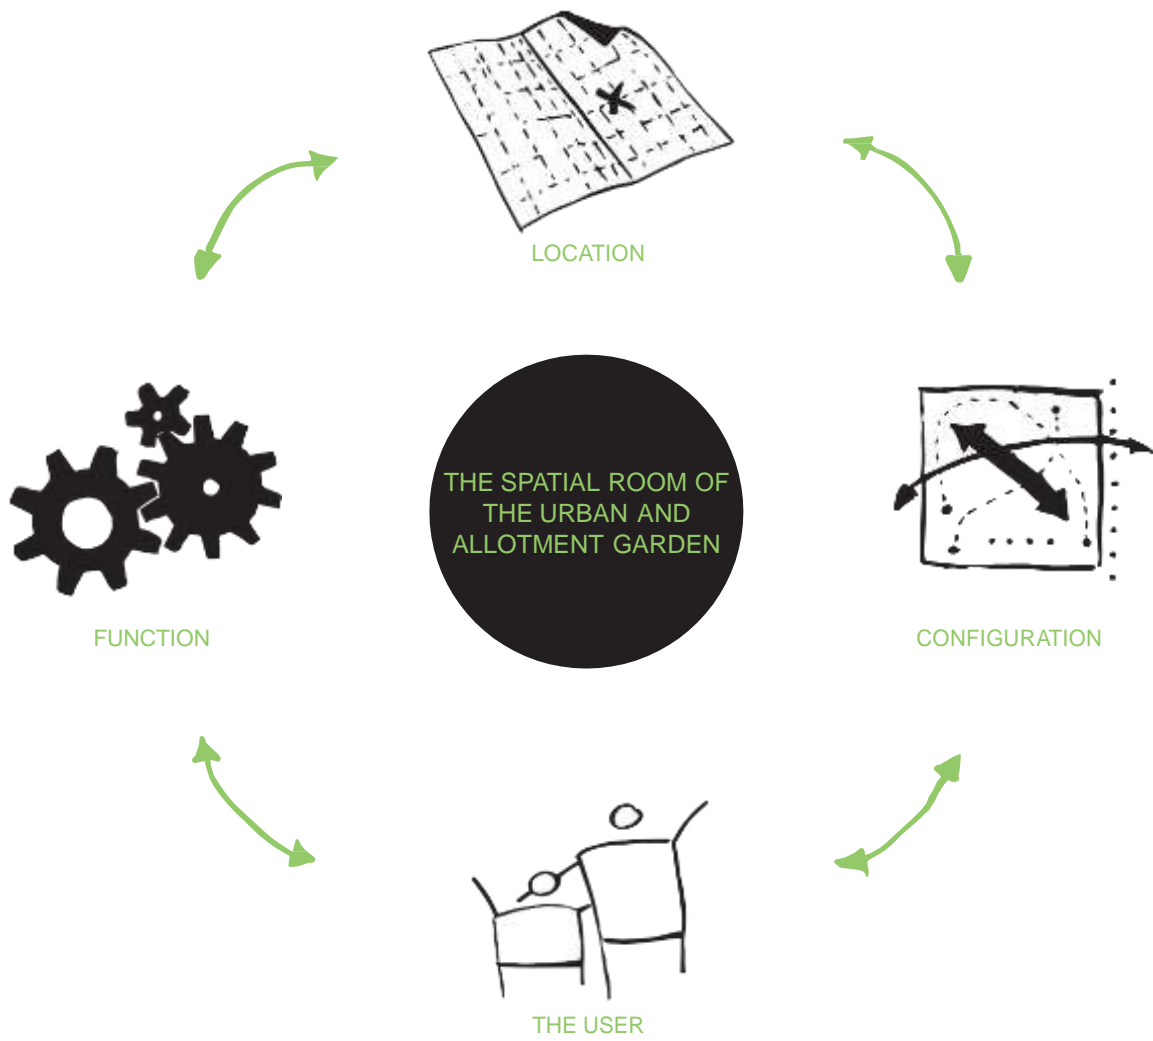 LOCATION
THE SPATIAL ROOM OF
THE URBAN AND
ALLOTMENT GARDEN
FUNCTION
CONFIGURATION
THE USER